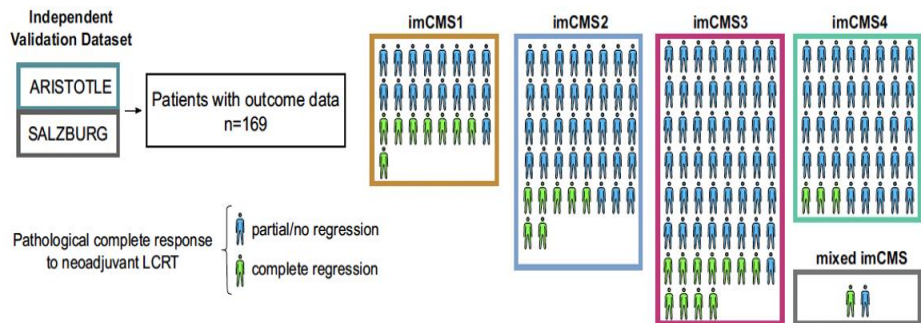 Independent
Validation Dataset
ARISTOTLE
SALZBURG
Patients with outcome data
n=169
Pathological complete response
to neoadjuvant LCRT
partial/no regression
complete regression
imCMS1
imCMS2
imCMS3
imCMS4
mixed imCMS